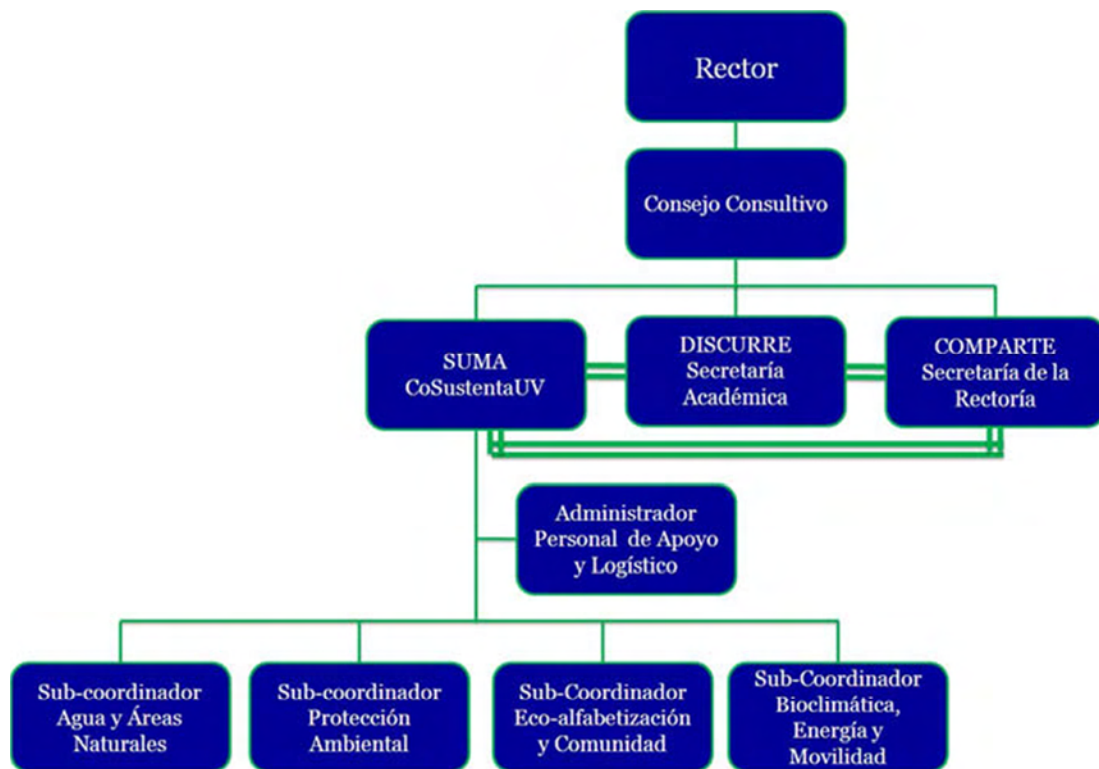 Rector
Consejo Consultivo
SUMA
CoSustentaUV
DISCURRE
Secretaría
Académica
COMPARTE
Secretaría de la
Rectoría
Administrador
Personal de Apoyo
y Logístico
Sub-coordinador
Agua y Áreas
Naturales
Sub-coordinador
Protección
Ambiental
Sub-Coordinador
Eco-alfabetización
y Comunidad
Sub-Coordinador
Bioclimática,
Energía y
Movilidad